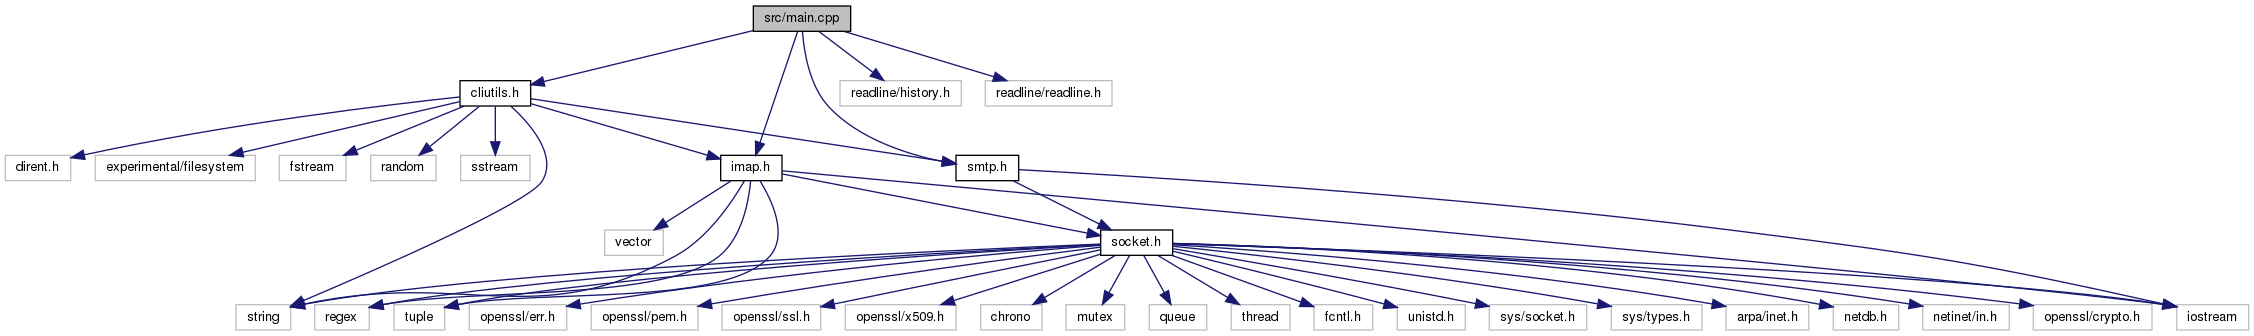 src/main.cpp
cliutils.h
readline/history.h
readline/readline.h
dirent.h
experimental/filesystem
fstream
random
sstream
imap.h
smtp.h
vector
socket.h
string
regex
tuple
openssl/err.h
openssl/pem.h
openssl/ssl.h
openssl/x509.h
chrono
mutex
queue
thread
fcntl.h
unistd.h
sys/socket.h
sys/types.h
arpa/inet.h
netdb.h
netinet/in.h
openssl/crypto.h
iostream